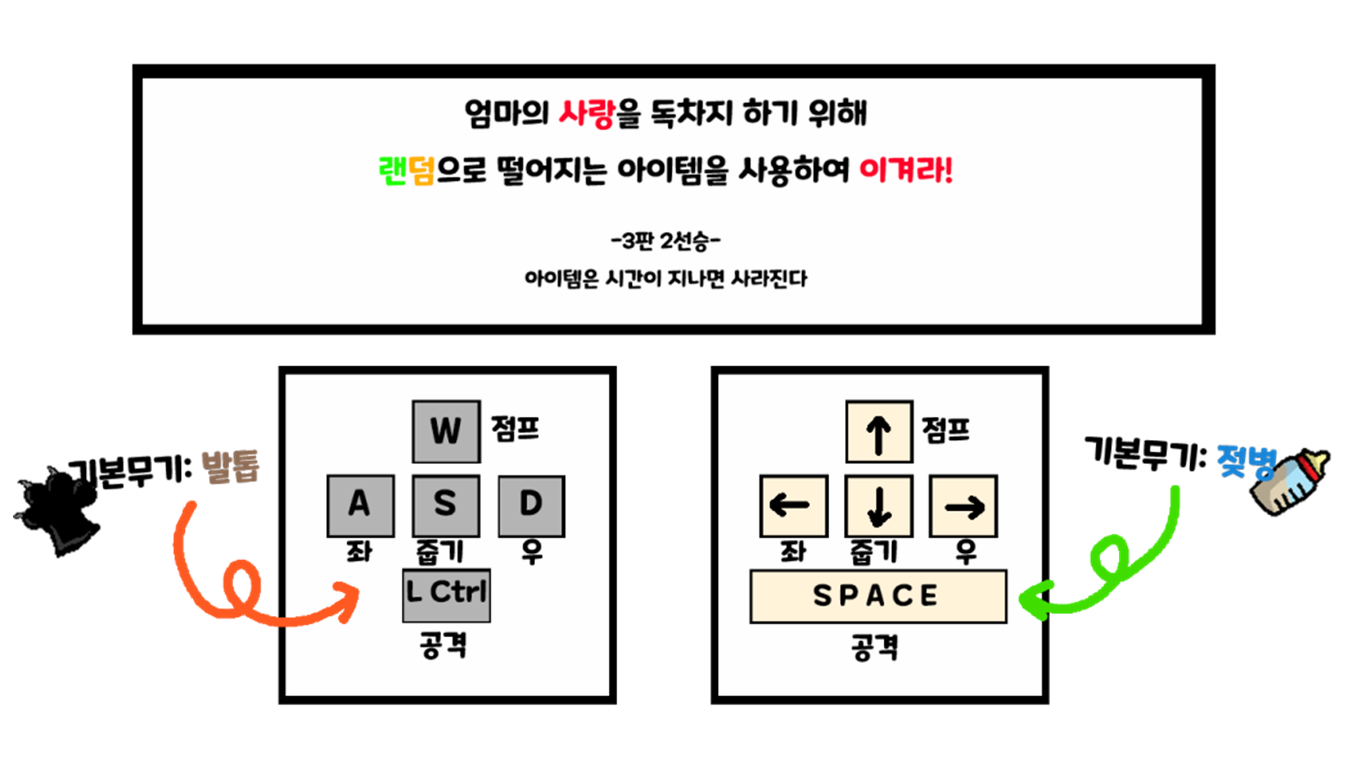 엄마의 사랑을 독차지 하기 위해
랜덤으로 떨어지는 아이템을 사용하여 이겨라!
-3판 2선승-
아이템은 시간이 지나면 사라진다
기본무기: 발톱
W 점프
A S D
좌 줍기 우
L Ctrl
공격
↑ 점프
← ↓ →
좌 줍기 우
SPACE
공격
기본무기: 젖병